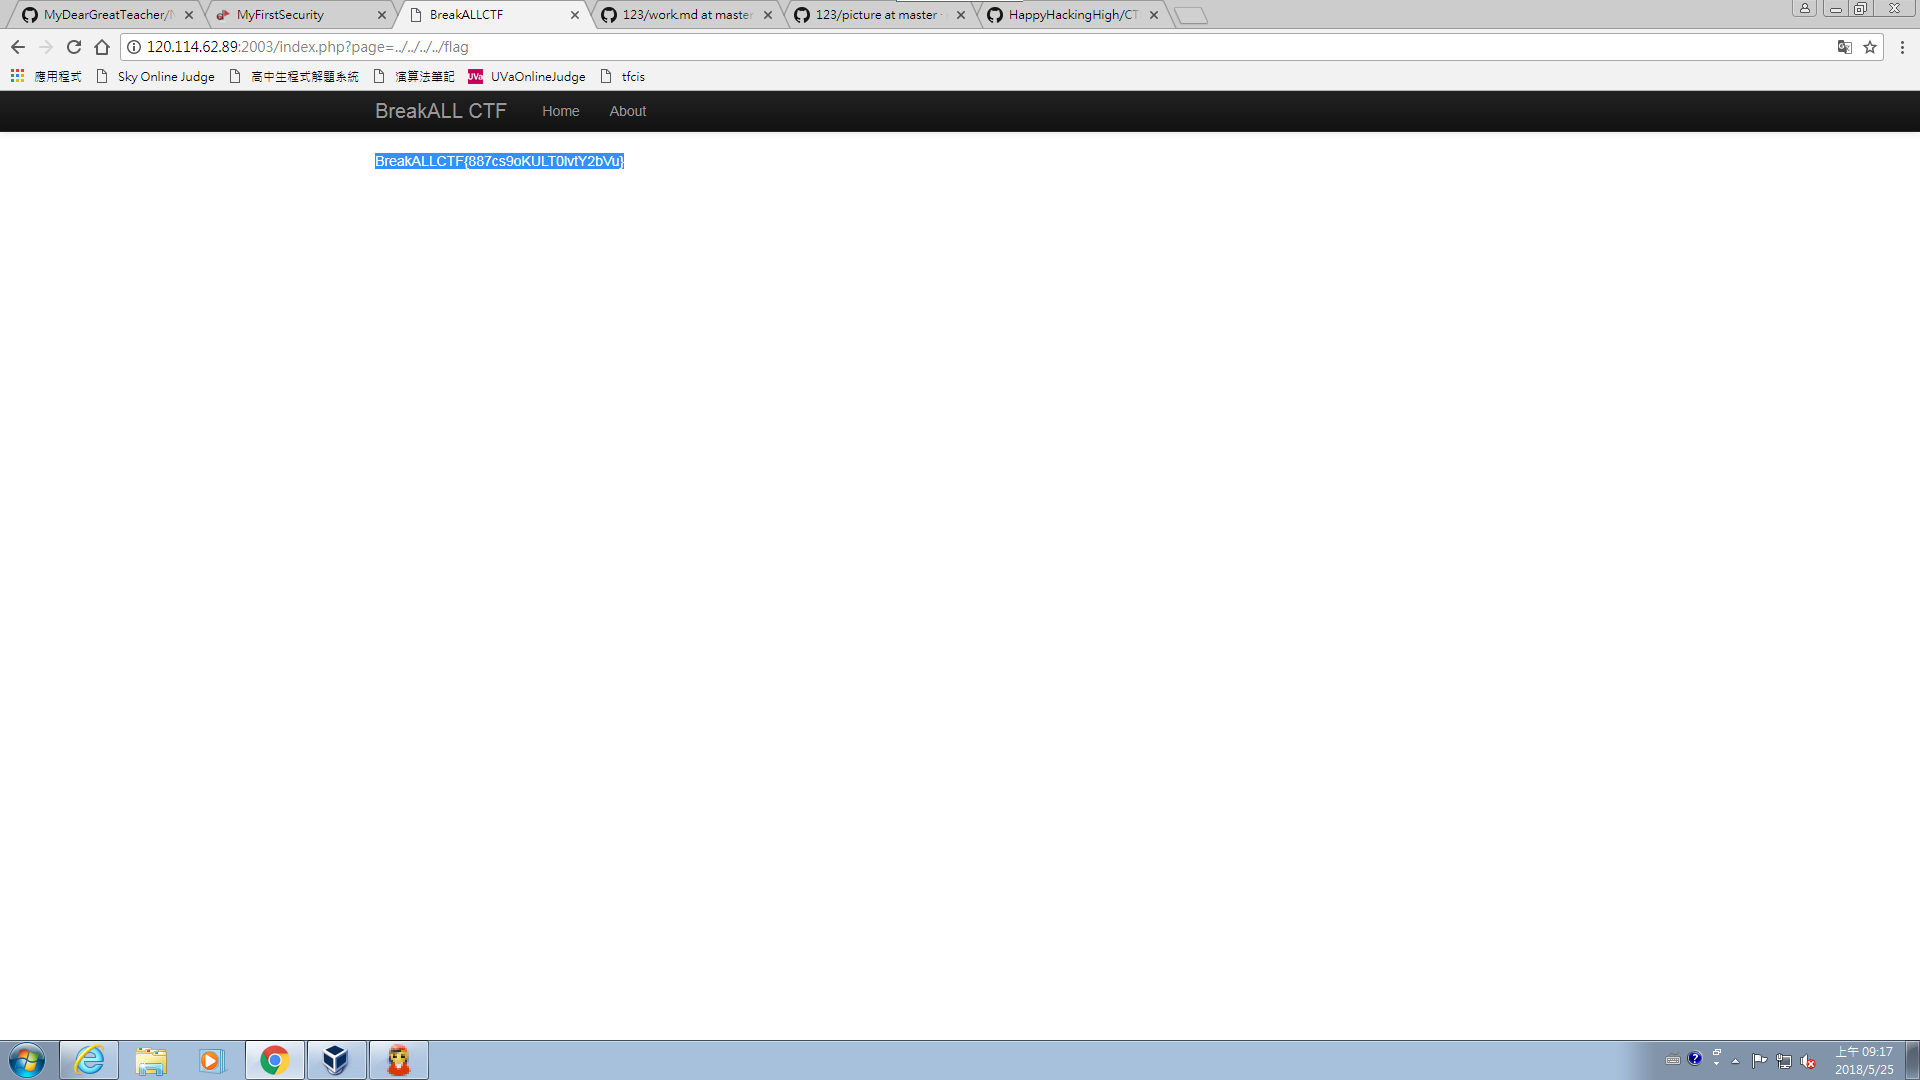 MyDearGreatTeacher/
MyFirstSecurity
BreakALLCTF
123/work.md at master
123/picture at master
HappyHackingHigh/CT
120.114.62.89:2003/index.php?page=../../../../flag
應用程式
Sky Online Judge
高中生程式解題系統
演算法筆記
UVa
UVaOnlineJudge
tfcis
BreakALL CTF
Home
About
BreakALLCTF{887cs9oKULT0lvtY2bVu}
上午 09:17
2018/5/25